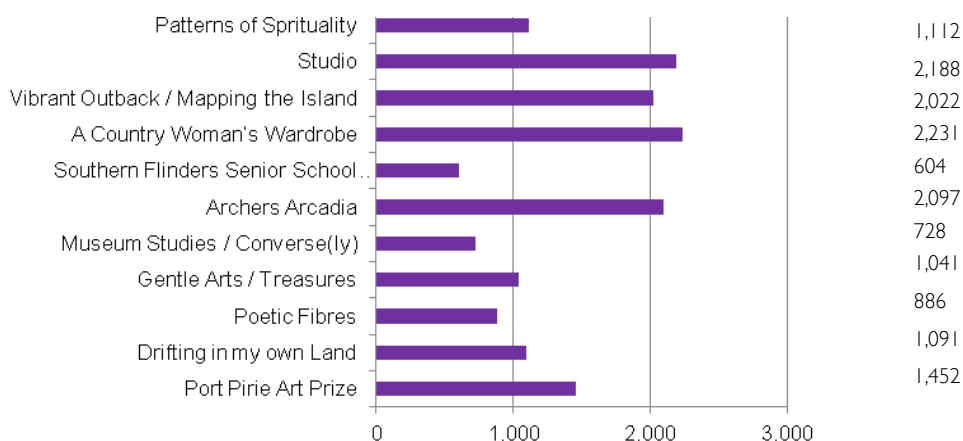 Patterns of Sprituality 1,112
Studio 2,188
Vibrant Outback / Mapping the Island 2,022
A Country Woman's Wardrobe 2,231
Southern Flinders Senior School .. 604
Archers Arcadia 2,097
Museum Studies / Converse(ly) 728
Gentle Arts / Treasures 1,041
Poetic Fibres 886
Drifting in my own Land 1,091
Port Pirie Art Prize 1,452
0 1.000 2.000 3.000